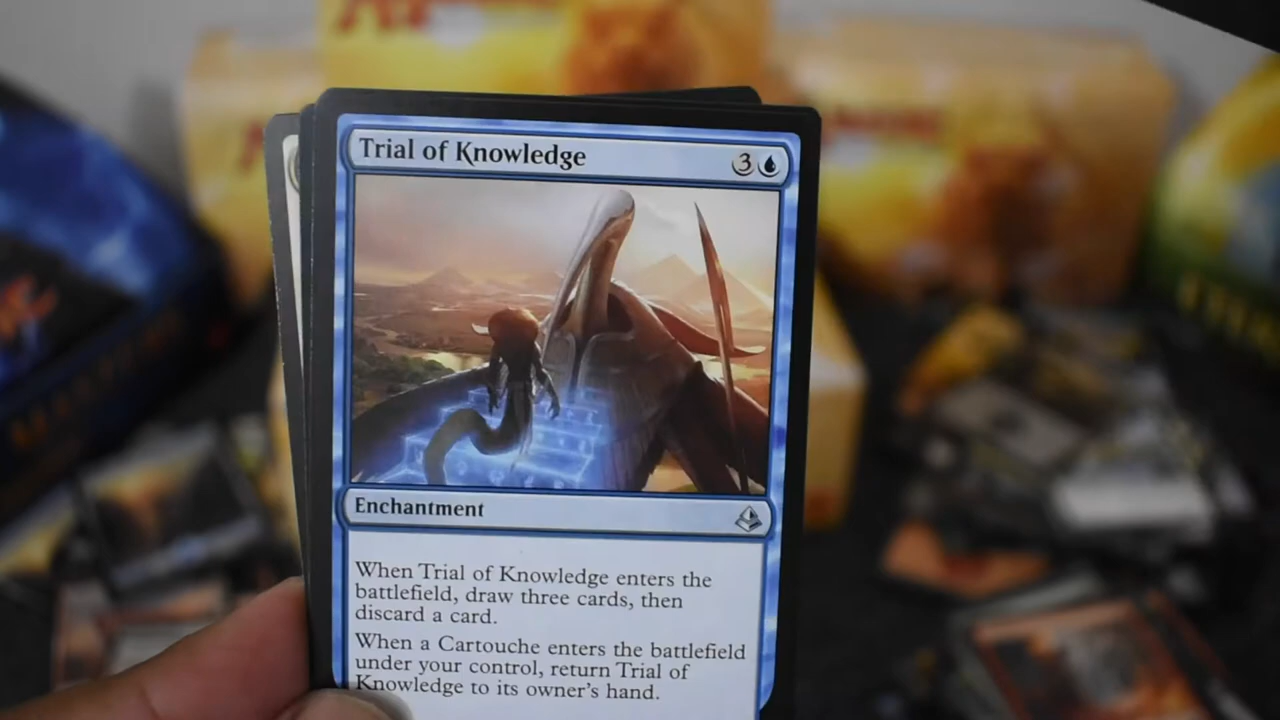 Trial of Knowledge 3
Enchantment
When Trial of Knowledge enters the
battlefield, draw three cards, then
discard a card.
When a Cartouche enters the battlefield
under your control, return Trial of
Knowledge to its owner's hand.